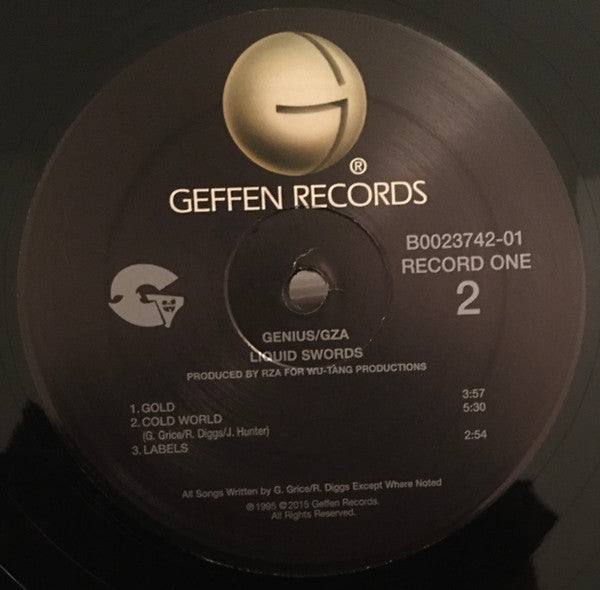 ®
GEFFEN RECORDS
B0023742-01
RECORD ONE
2
GENIUS/GZA
LIQUID SWORDS
PRODUCED BY RZA FOR WU-TANG PRODUCTIONS
1. GOLD 3:57
2. COLD WORLD 5:30
(G. Grice/R. Diggs/J. Hunter)
3. LABELS 2:54
All Songs Written by G. Grice/R. Diggs Except Where Noted
℗1995 ©2015 Geffen Records.
All Rights Reserved.